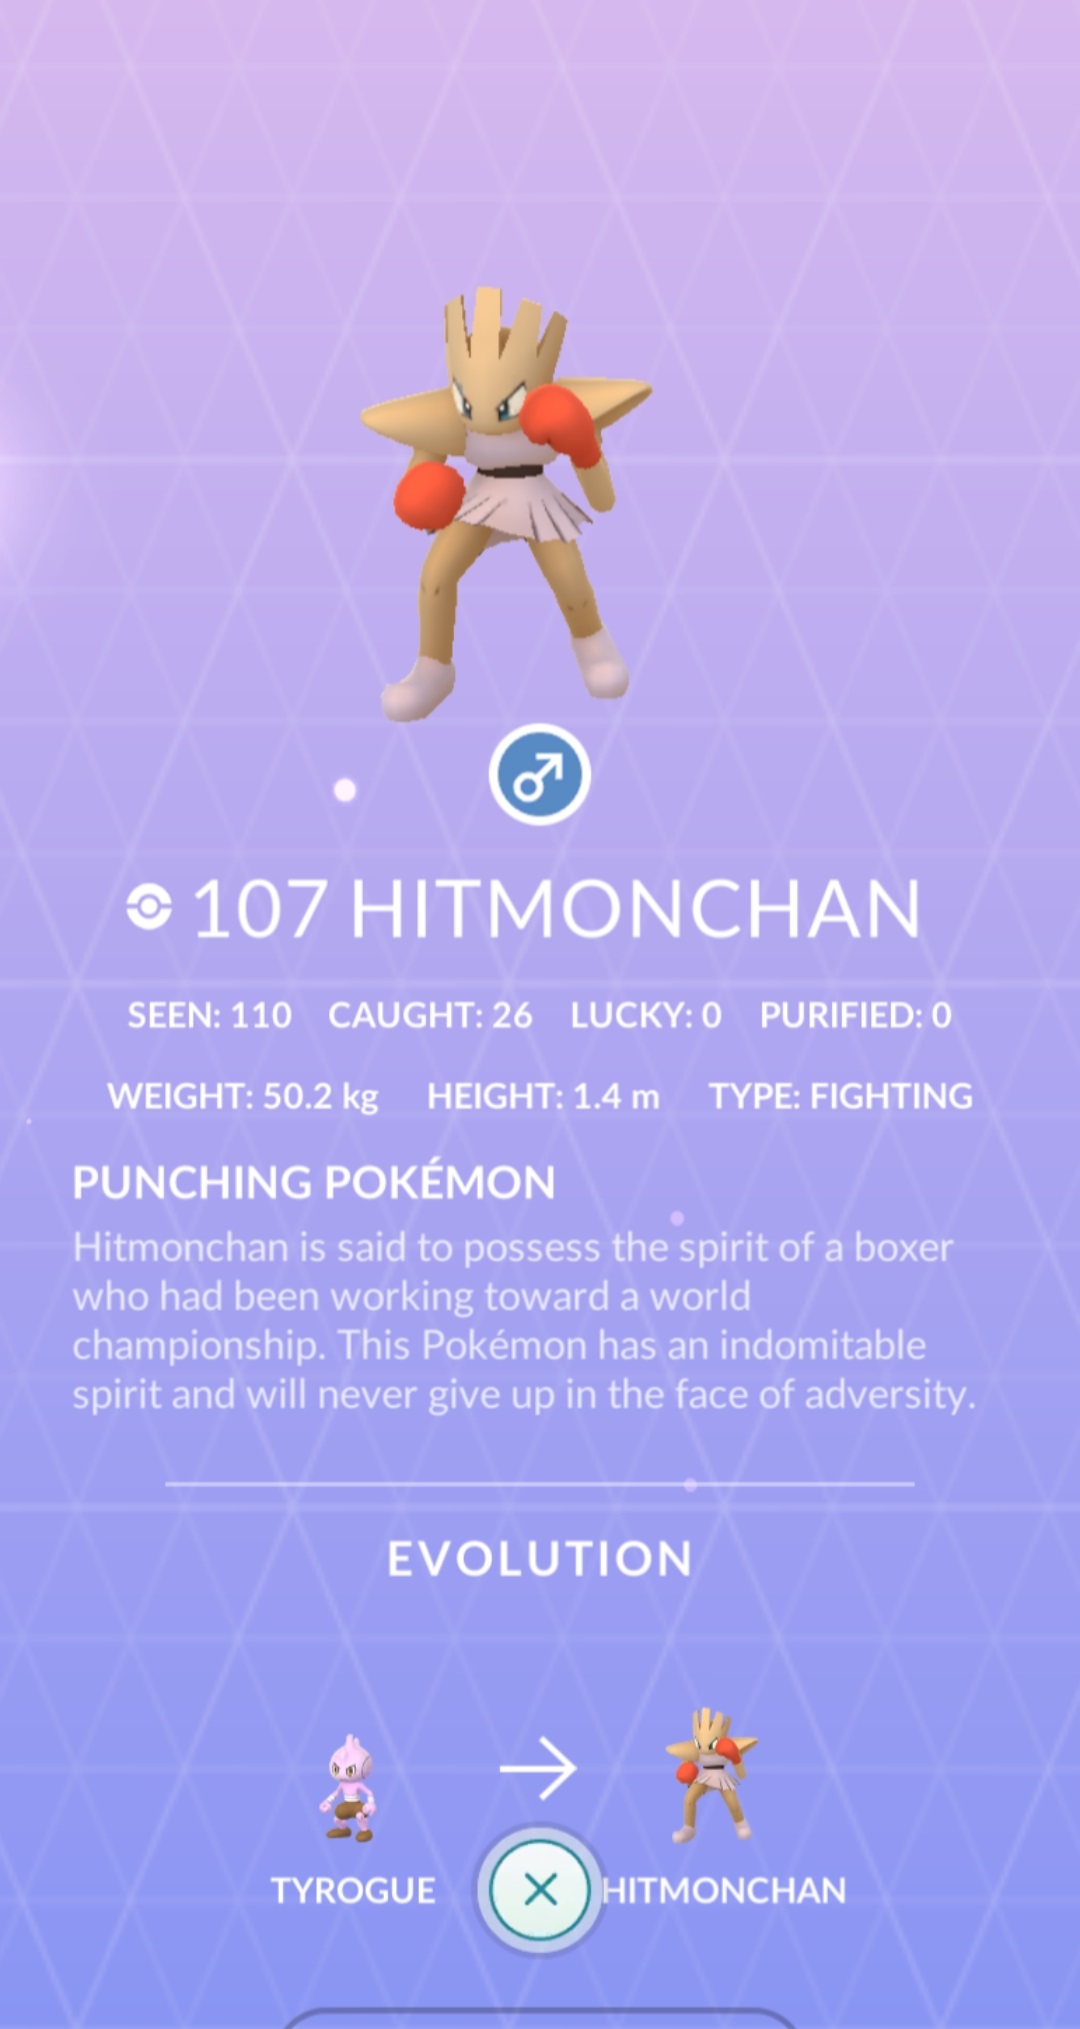 107 HITMONCHAN
SEEN: 110 CAUGHT: 26 LUCKY: 0 PURIFIED: 0
WEIGHT: 50.2 kg HEIGHT: 1.4 m TYPE: FIGHTING
PUNCHING POKÉMON
Hitmonchan is said to possess the spirit of a boxer
who had been working toward a world
championship. This Pokémon has an indomitable
spirit and will never give up in the face of adversity.
EVOLUTION
TYROGUE HITMONCHAN